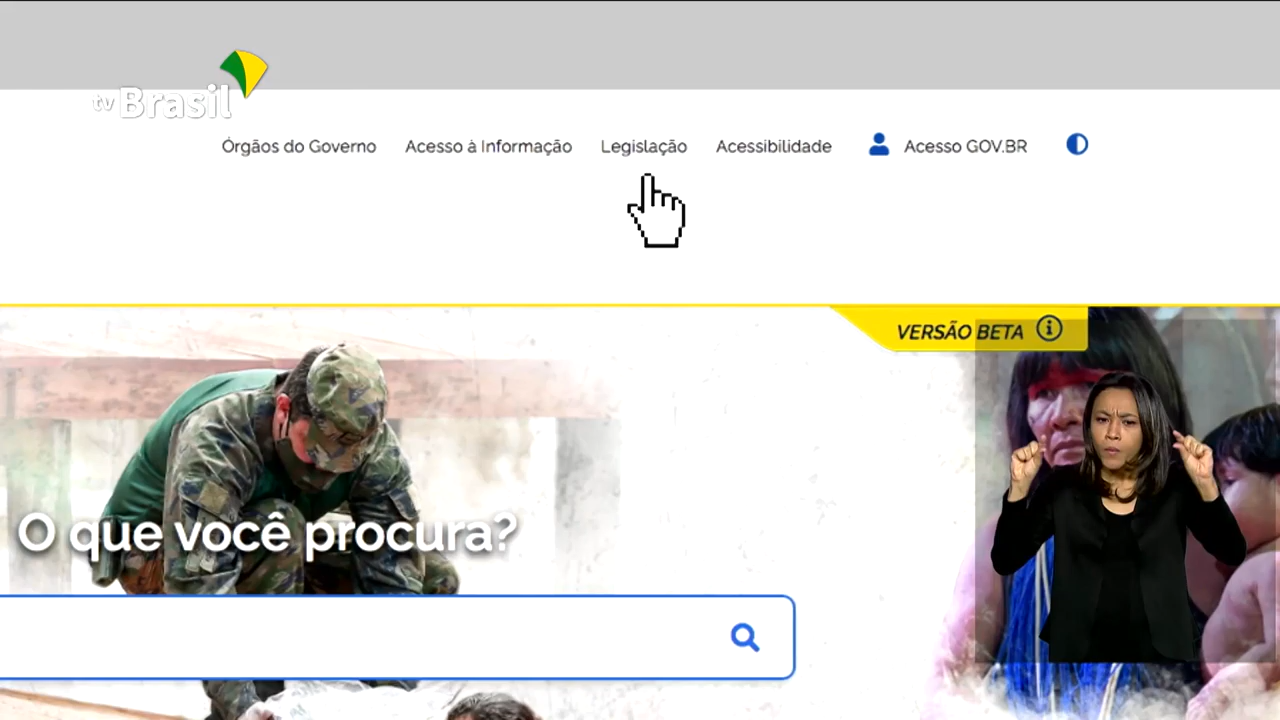 tv Brasil
Órgãos do Governo Acesso à Informação Legislação Acessibilidade Acesso GOV.BR
VERSÃO BETA
O que você procura?